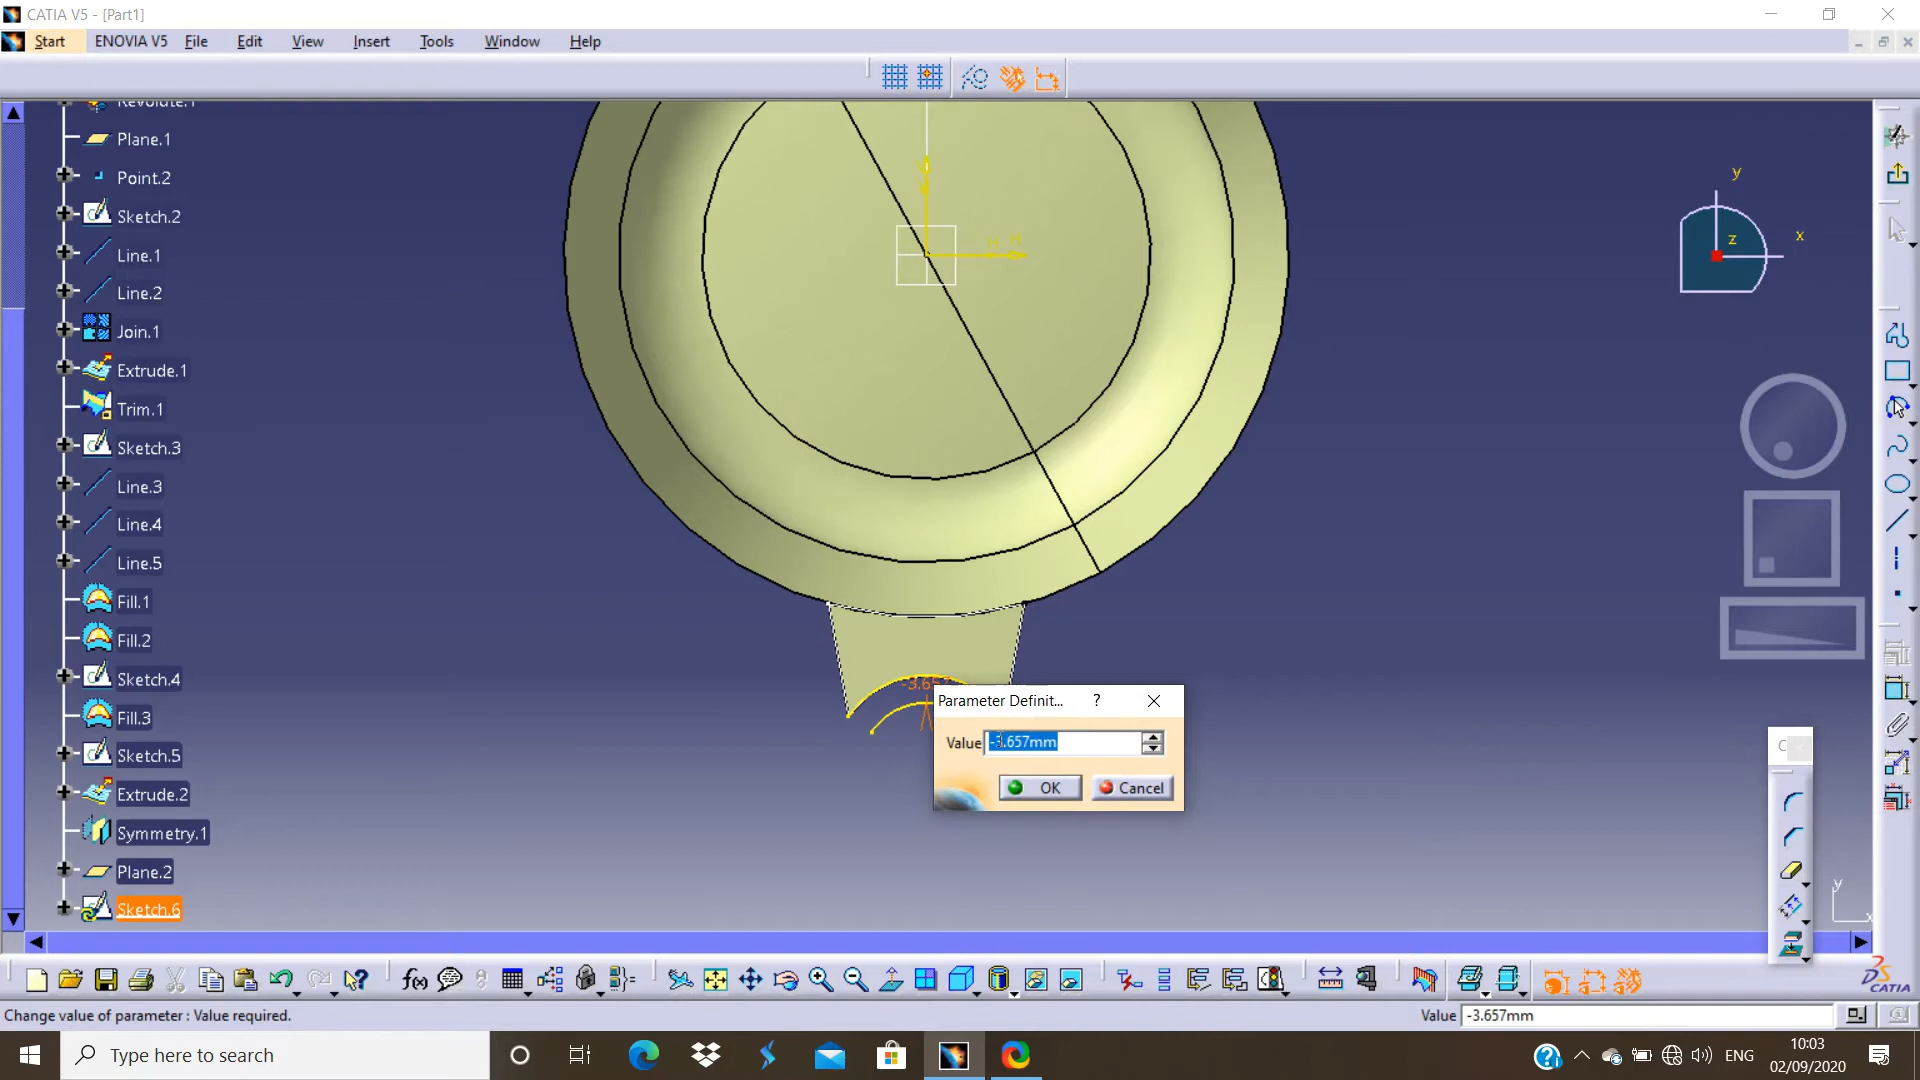 CATIA V5 - [Part1]
Start
ENOVIA V5
File
Edit
View
Insert
Tools
Window
Help
Revolute.1
Plane.1
Point.2
Sketch.2
Line.1
Line.2
Join.1
Extrude.1
Trim.1
Sketch.3
Line.3
Line.4
Line.5
Fill.1
Fill.2
Sketch.4
Fill.3
Sketch.5
Extrude.2
Symmetry.1
Plane.2
Sketch.6
H
H
y
x
z
-3.657
Parameter Definit...
?
Value
-3.657mm
OK
Cancel
C
y
x
CATIA
Change value of parameter : Value required.
Value
-3.657mm
Type here to search
ENG
10:03
02/09/2020